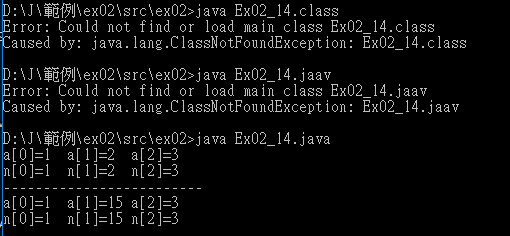 D:\J\範例\ex02\src\ex02>java Ex02_14.class
Error: Could not find or load main class Ex02_14.class
Caused by: java.lang.ClassNotFoundException: Ex02_14.class
D:\J\範例\ex02\src\ex02>java Ex02_14.jaav
Error: Could not find or load main class Ex02_14.jaav
Caused by: java.lang.ClassNotFoundException: Ex02_14.jaav
D:\J\範例\ex02\src\ex02>java Ex02_14.java
a[0]=1  a[1]=2  a[2]=3
n[0]=1  n[1]=2  n[2]=3
-------------------------
a[0]=1  a[1]=15 a[2]=3
n[0]=1  n[1]=15 n[2]=3